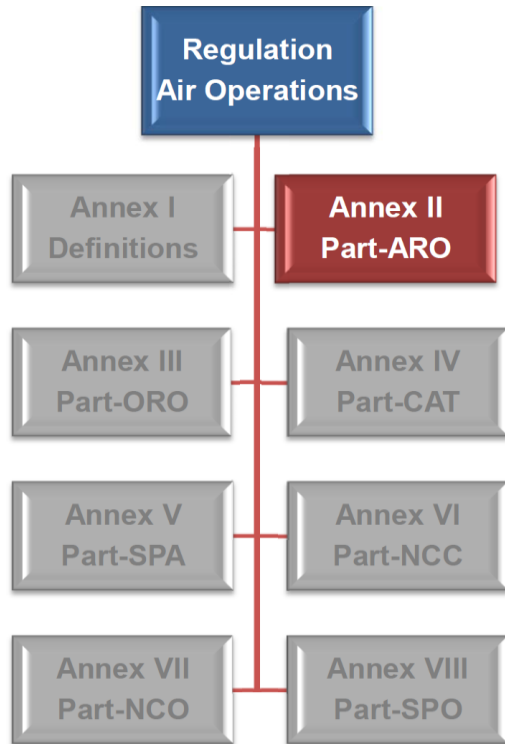 Regulation
Air Operations
Annex I
Definitions
Annex II
Part-ARO
Annex III
Part-ORO
Annex IV
Part-CAT
Annex V
Part-SPA
Annex VI
Part-NCC
Annex VII
Part-NCO
Annex VIII
Part-SPO